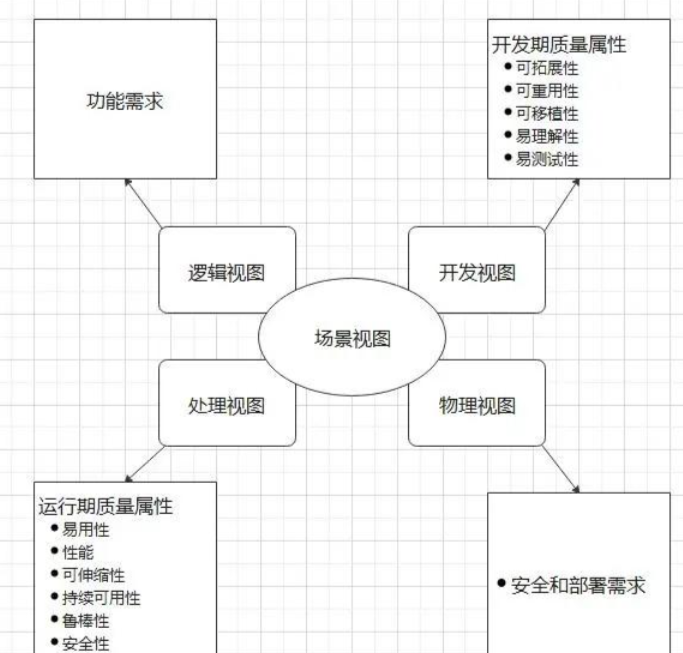 功能需求
开发期质量属性
● 可拓展性
● 可重用性
● 可移植性
● 易理解性
● 易测试性
逻辑视图
开发视图
场景视图
处理视图
物理视图
运行期质量属性
● 易用性
● 性能
● 可伸缩性
● 持续可用性
● 鲁棒性
● 安全性
● 安全和部署需求